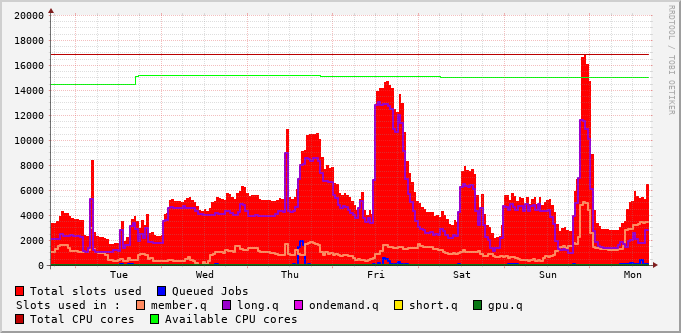 20000
18000
16000
14000
12000
10000
8000
6000
4000
2000
0
Tue Wed Thu Fri Sat Sun Mon
Total slots used Queued Jobs
Slots used in : member.q long.q ondemand.q short.q gpu.q
Total CPU cores Available CPU cores
RRDTOOL / TOBI OETIKER